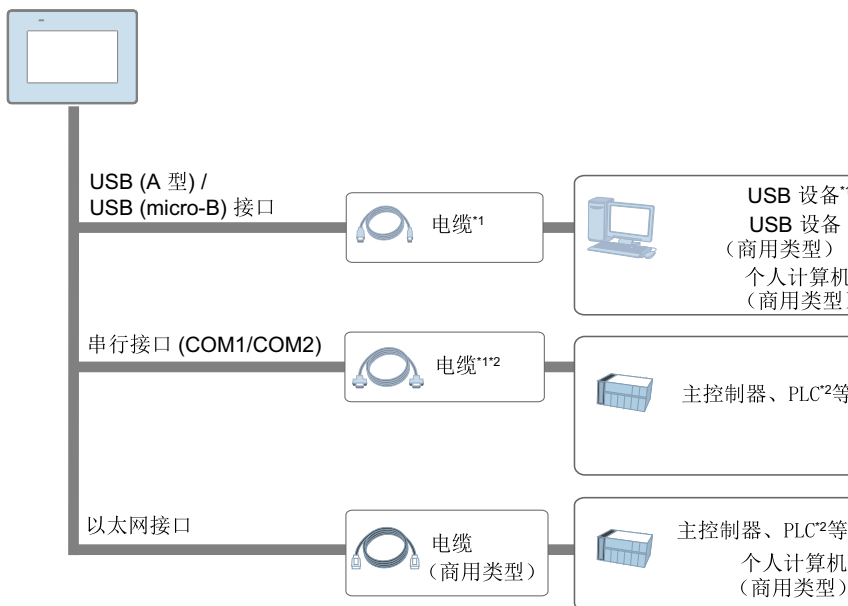 USB (A 型) /
USB (micro-B) 接口
电缆*1
USB 设备*1
USB 设备
（商用类型）
个人计算机
（商用类型）
串行接口 (COM1/COM2)
电缆*1*2
主控制器、PLC*2等
以太网接口
电缆
（商用类型）
主控制器、PLC*2等
个人计算机
（商用类型）